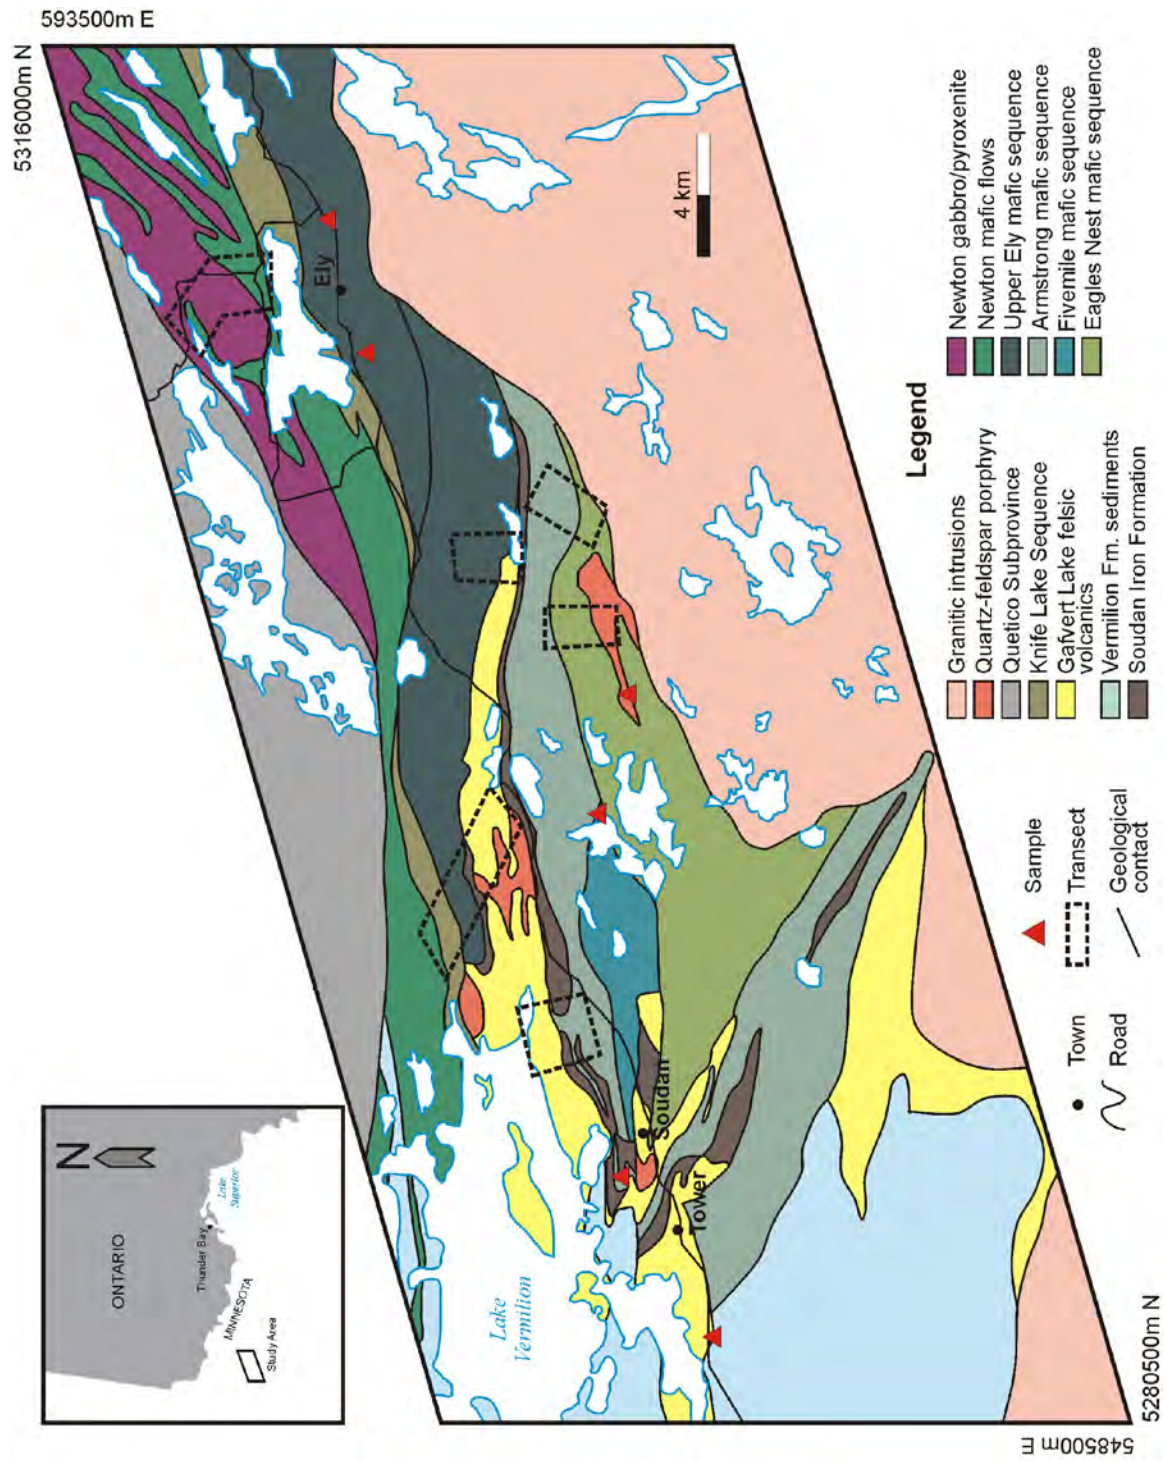 593500m E
5316000m N
N
ONTARIO
Thunder Bay
Lake
Superior
MINNESOTA
Study Area
Ely
4 km
Soudan
Tower
Lake
Vermilion
Legend
Granitic intrusions
Quartz-feldspar porphyry
Quetico Subprovince
Knife Lake Sequence
Gafvert Lake felsic
volcanics
Vermilion Fm. sediments
Soudan Iron Formation
Newton gabbro/pyroxenite
Newton mafic flows
Upper Ely mafic sequence
Armstrong mafic sequence
Fivemile mafic sequence
Eagles Nest mafic sequence
Town
Road
Sample
Transect
Geological
contact
5280500m N
548500m E